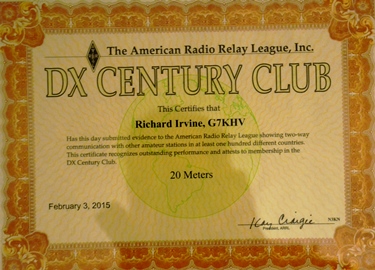 The American Radio Relay League, Inc.
DX CENTURY CLUB
This Certifies that
Richard Irvine, G7KHV
Has this day submitted evidence to the American Radio Relay League showing two-way
communication with other amateur stations in at least one hundred different countries.
This certificate recognizes outstanding performance and attests to membership in the
DX Century Club.
20 Meters
February 3, 2015
Kay Craigie
N3KN
President, ARRL